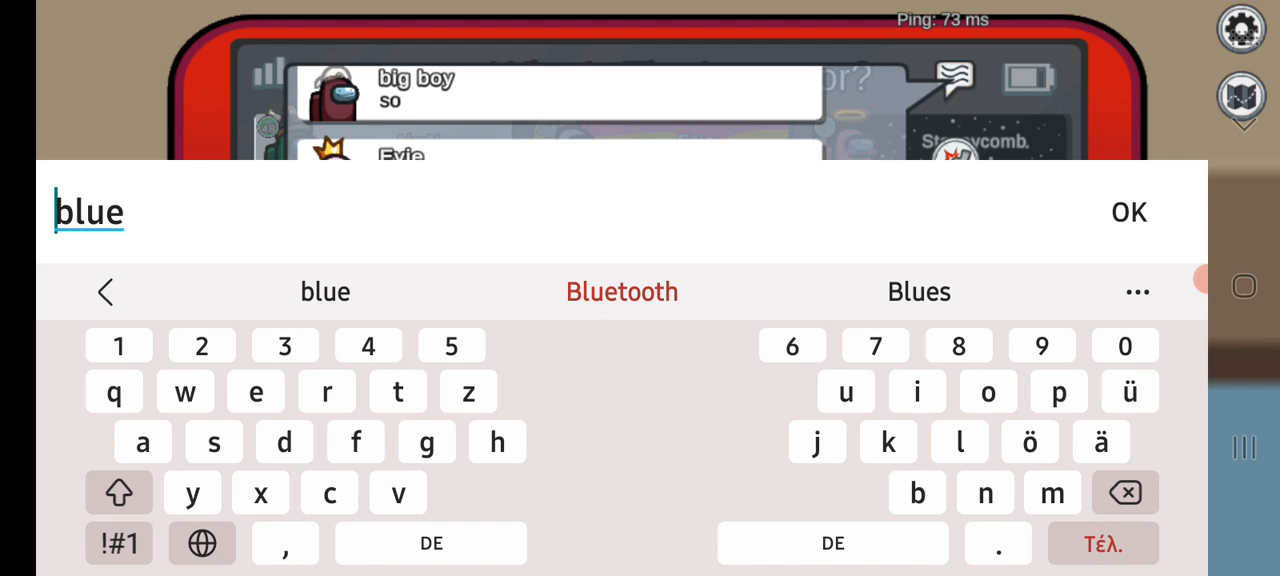 Ping: 73 ms
big boy
so
or?
Evie
blue
OK
blue Bluetooth Blues
1 2 3 4 5 6 7 8 9 0
q w e r t z u i o p ü
a s d f g h j k l ö ä
y x c v b n m
!#1 , DE DE . Τέλ.